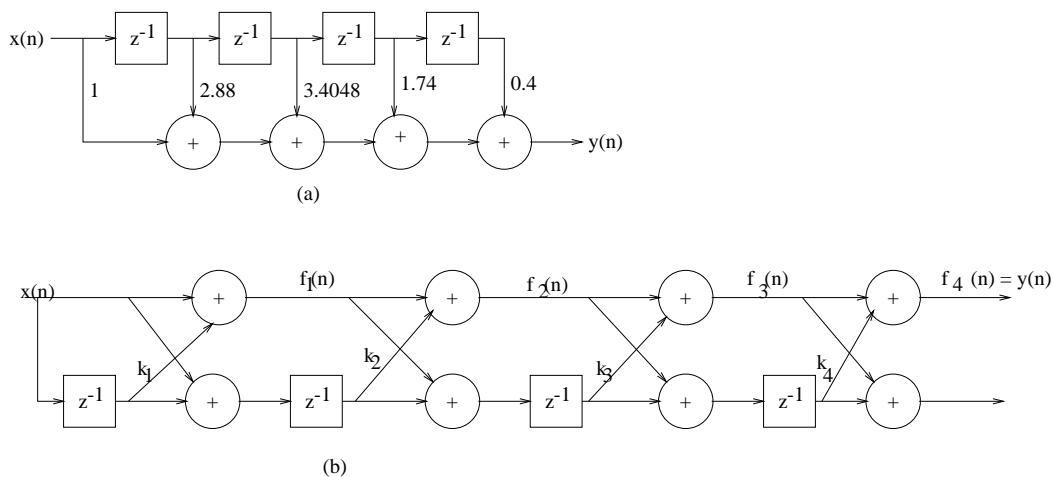 x(n) z-1 z-1 z-1 z-1
1 2.88 3.4048 1.74 0.4
+ + + + y(n)
(a)
x(n) + f1(n) + f2(n) + f3(n) + f4 (n) = y(n)
k1 k2 k3 k4
z-1 + z-1 + z-1 + z-1 +
(b)